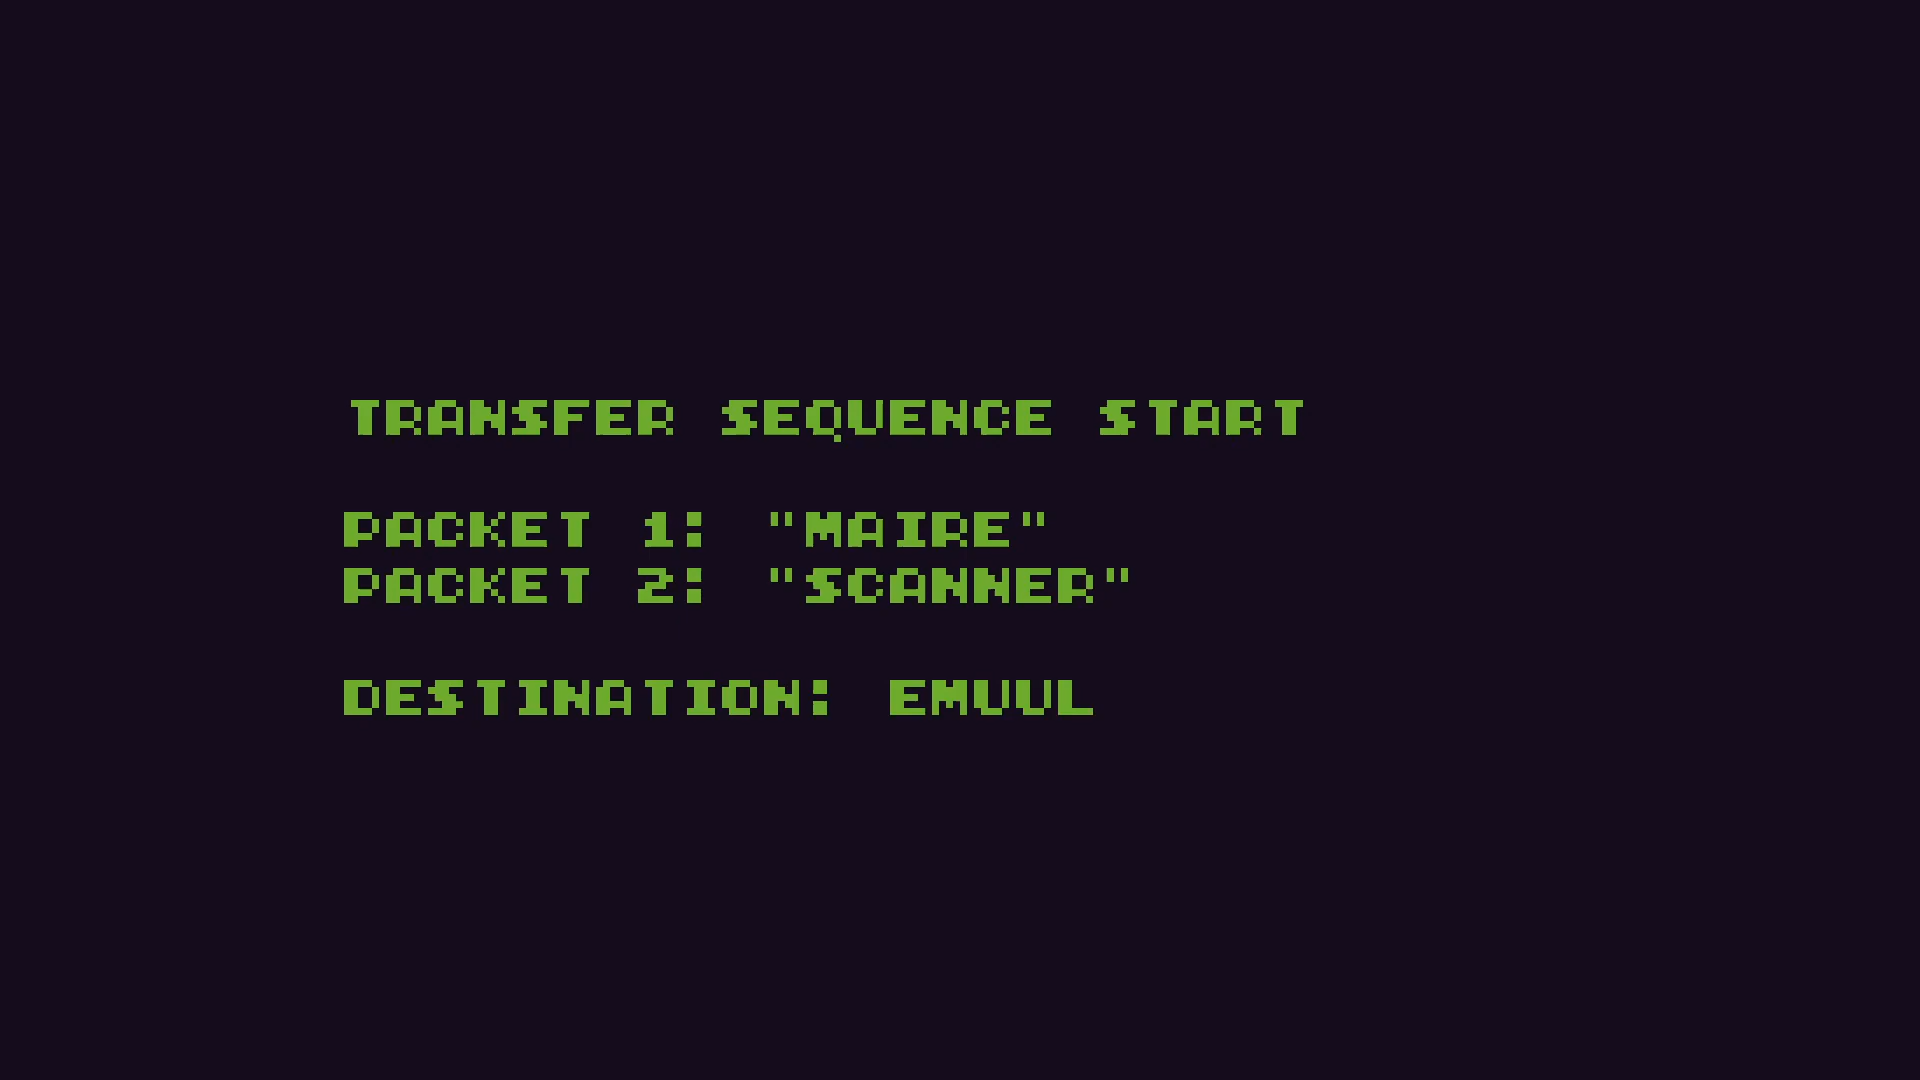 TRANSFER SEQUENCE START
PACKET 1: "MAIRE"
PACKET 2: "SCANNER"
DESTINATION: EMUUL